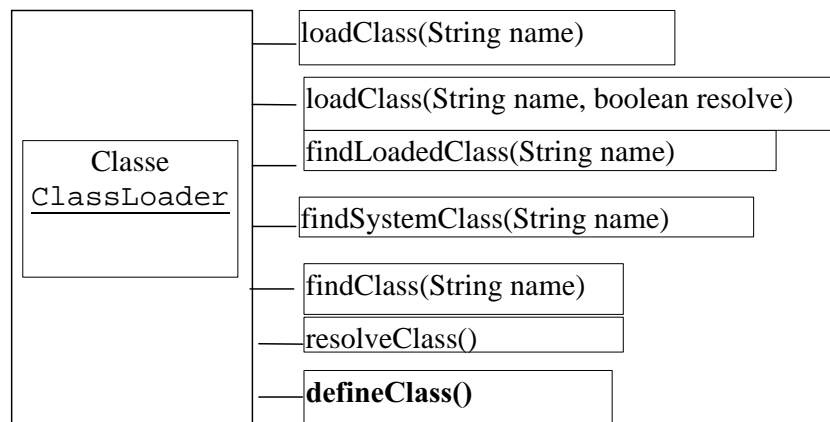 loadClass(String name)
loadClass(String name, boolean resolve)
Classe
ClassLoader
findLoadedClass(String name)
findSystemClass(String name)
findClass(String name)
resolveClass()
defineClass()